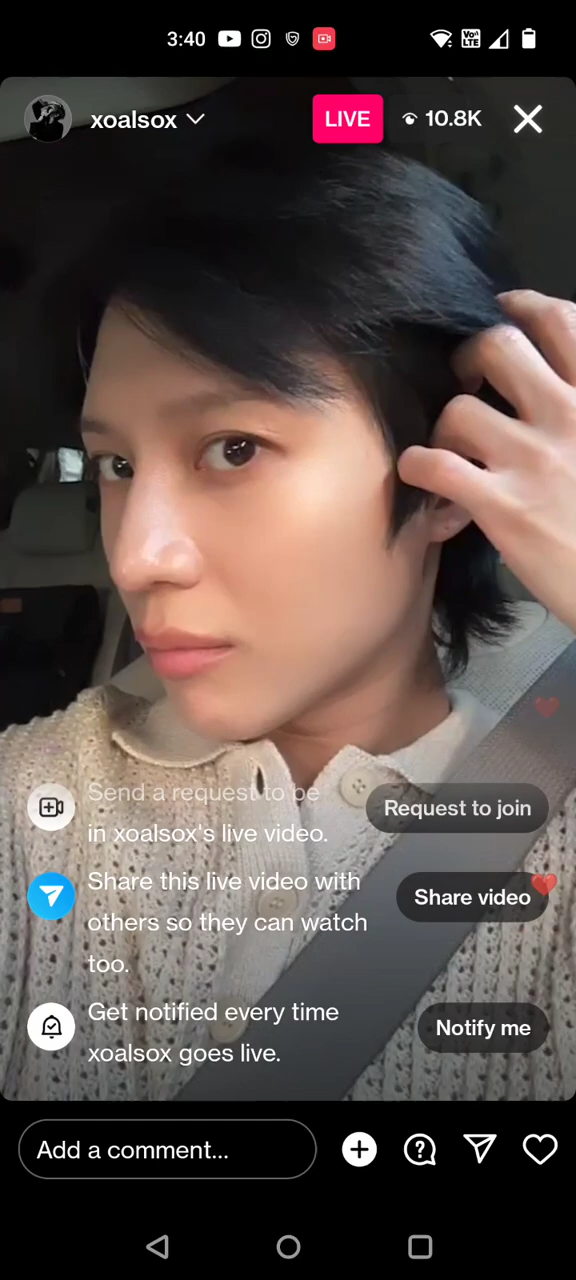 3:40
VoLTE
xoalsox
LIVE
10.8K
Send a request to be
in xoalsox's live video.
Request to join
Share this live video with
others so they can watch
too.
Share video
Get notified every time
xoalsox goes live.
Notify me
Add a comment...